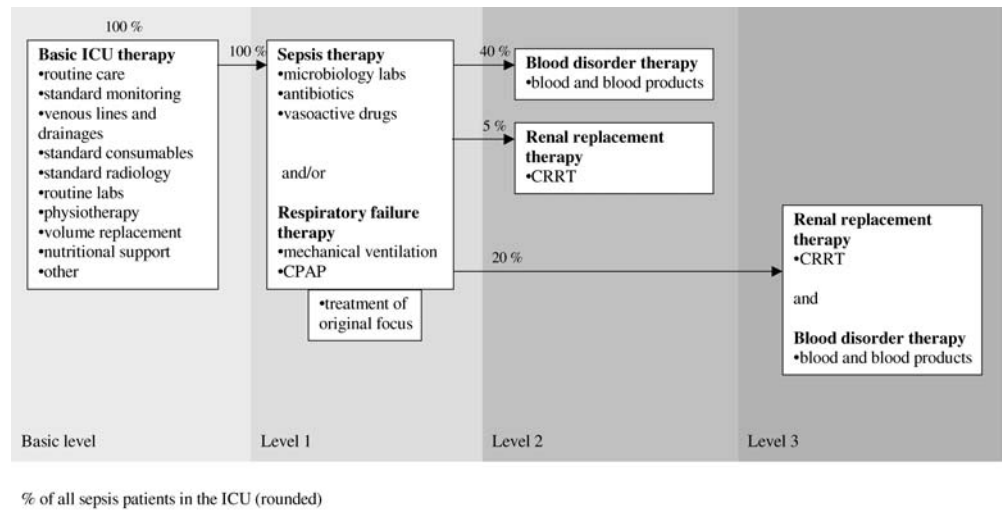 100 %
Basic ICU therapy
•routine care
•standard monitoring
•venous lines and
drainages
•standard consumables
•standard radiology
•routine labs
•physiotherapy
•volume replacement
•nutritional support
•other
Basic level
100 %
Sepsis therapy
•microbiology labs
•antibiotics
•vasoactive drugs
and/or
Respiratory failure
therapy
•mechanical ventilation
•CPAP
•treatment of
original focus
Level 1
40 %
Blood disorder therapy
•blood and blood products
5 %
Renal replacement
therapy
•CRRT
20 %
Level 2
Renal replacement
therapy
•CRRT
and
Blood disorder therapy
•blood and blood products
Level 3
% of all sepsis patients in the ICU (rounded)